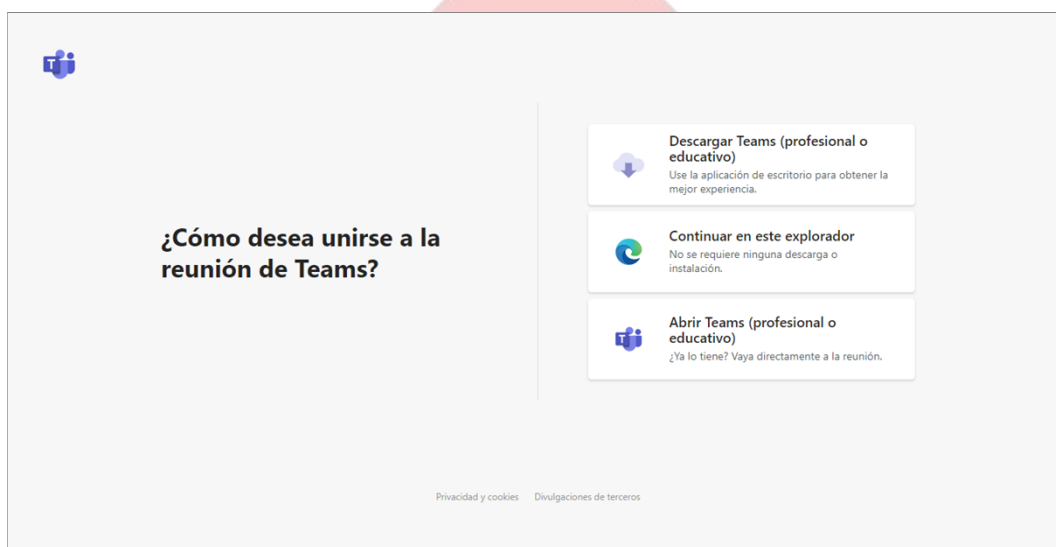 Descargar Teams (profesional o
educativo)
Use la aplicación de escritorio para obtener la
mejor experiencia.
¿Cómo desea unirse a la
reunión de Teams?
Continuar en este explorador
No se requiere ninguna descarga o
instalación.
Abrir Teams (profesional o
educativo)
¿Ya lo tiene? Vaya directamente a la reunión.
Privacidad y cookies Divulgaciones de terceros